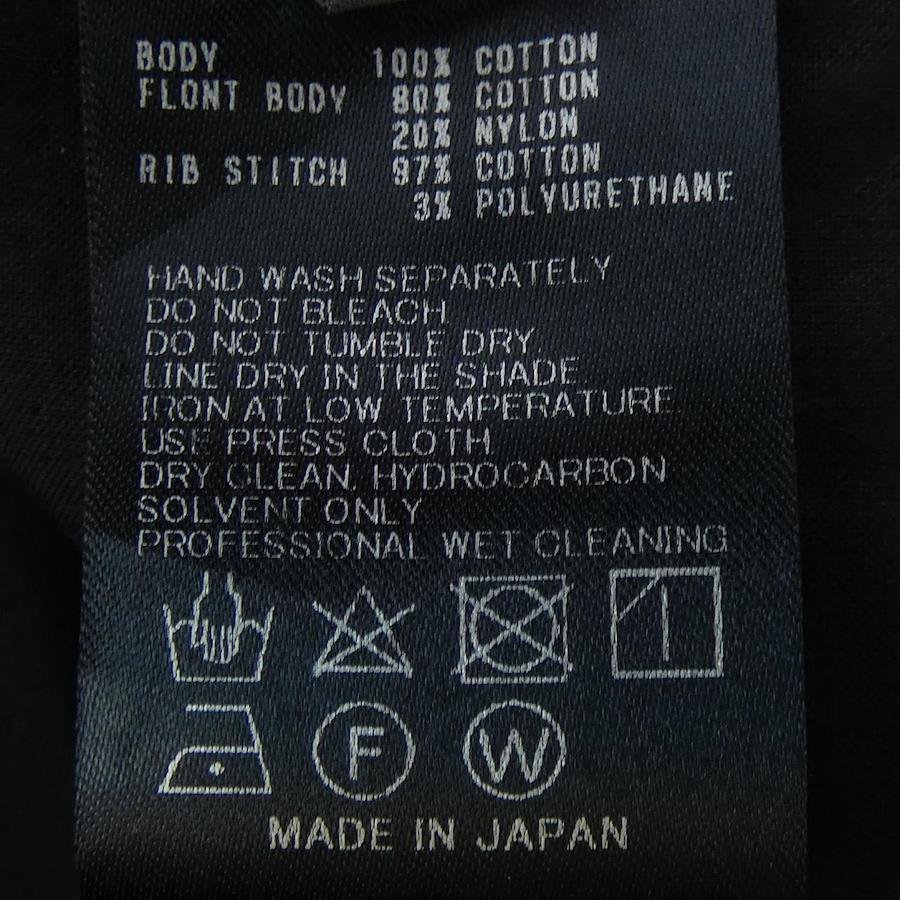 BODY 100% COTTON
FLONT BODY 80% COTTON
20% NYLON
RIB STITCH 97% COTTON
3% POLYURETHANE
HAND WASH SEPARATELY
DO NOT BLEACH
DO NOT TUMBLE DRY
LINE DRY IN THE SHADE
IRON AT LOW TEMPERATURE
USE PRESS CLOTH
DRY CLEAN, HYDROCARBON
SOLVENT ONLY
PROFESSIONAL WET CLEANING
F W
MADE IN JAPAN